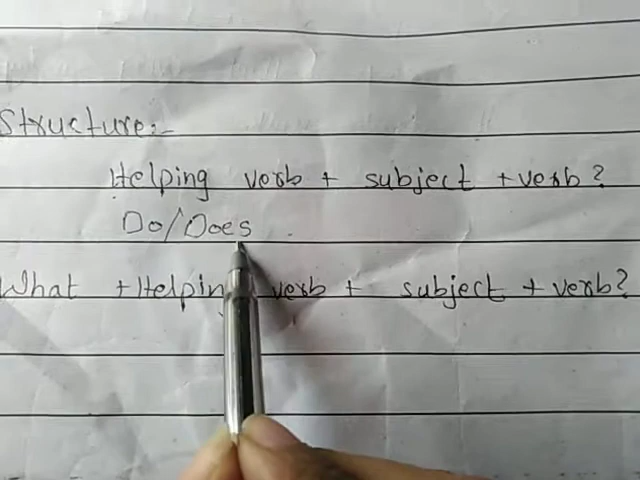 Structure:-
Helping verb + subject + verb?
Do/Does
What + Helping verb + subject + verb?